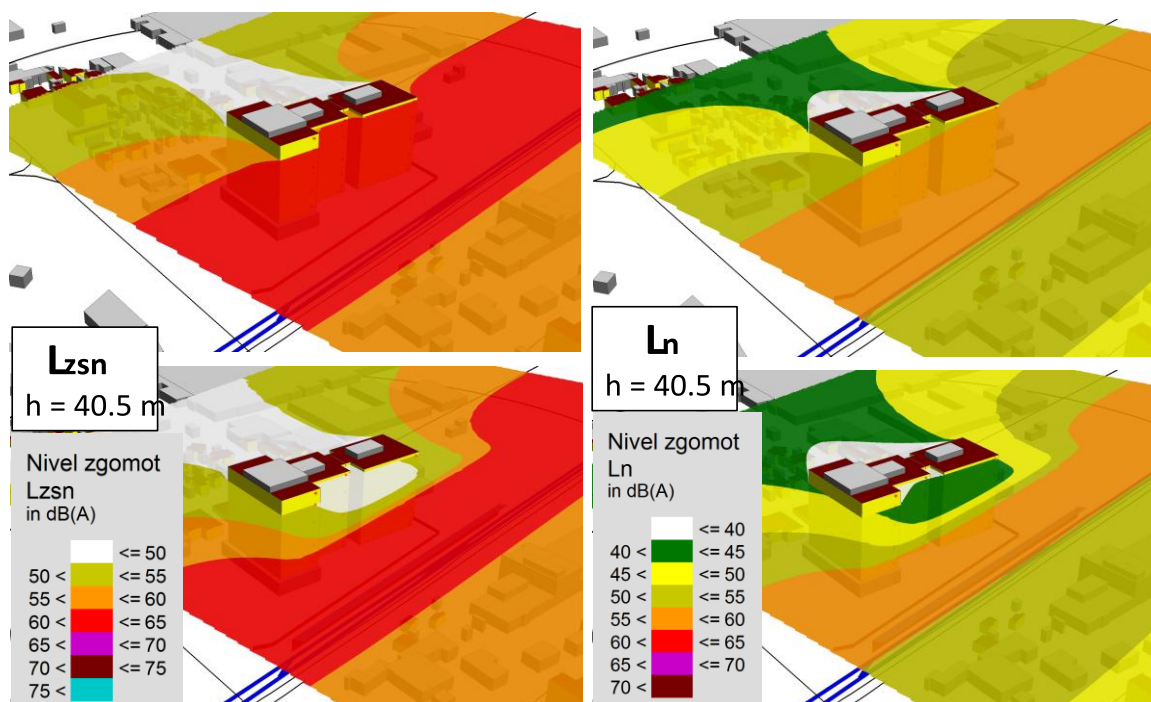 Lzsn
h = 40.5 m
Nivel zgomot
Lzsn
in dB(A)
<= 50
50 < <= 55
55 < <= 60
60 < <= 65
65 < <= 70
70 < <= 75
75 <
Ln
h = 40.5 m
Nivel zgomot
Ln
in dB(A)
<= 40
40 < <= 45
45 < <= 50
50 < <= 55
55 < <= 60
60 < <= 65
65 < <= 70
70 <